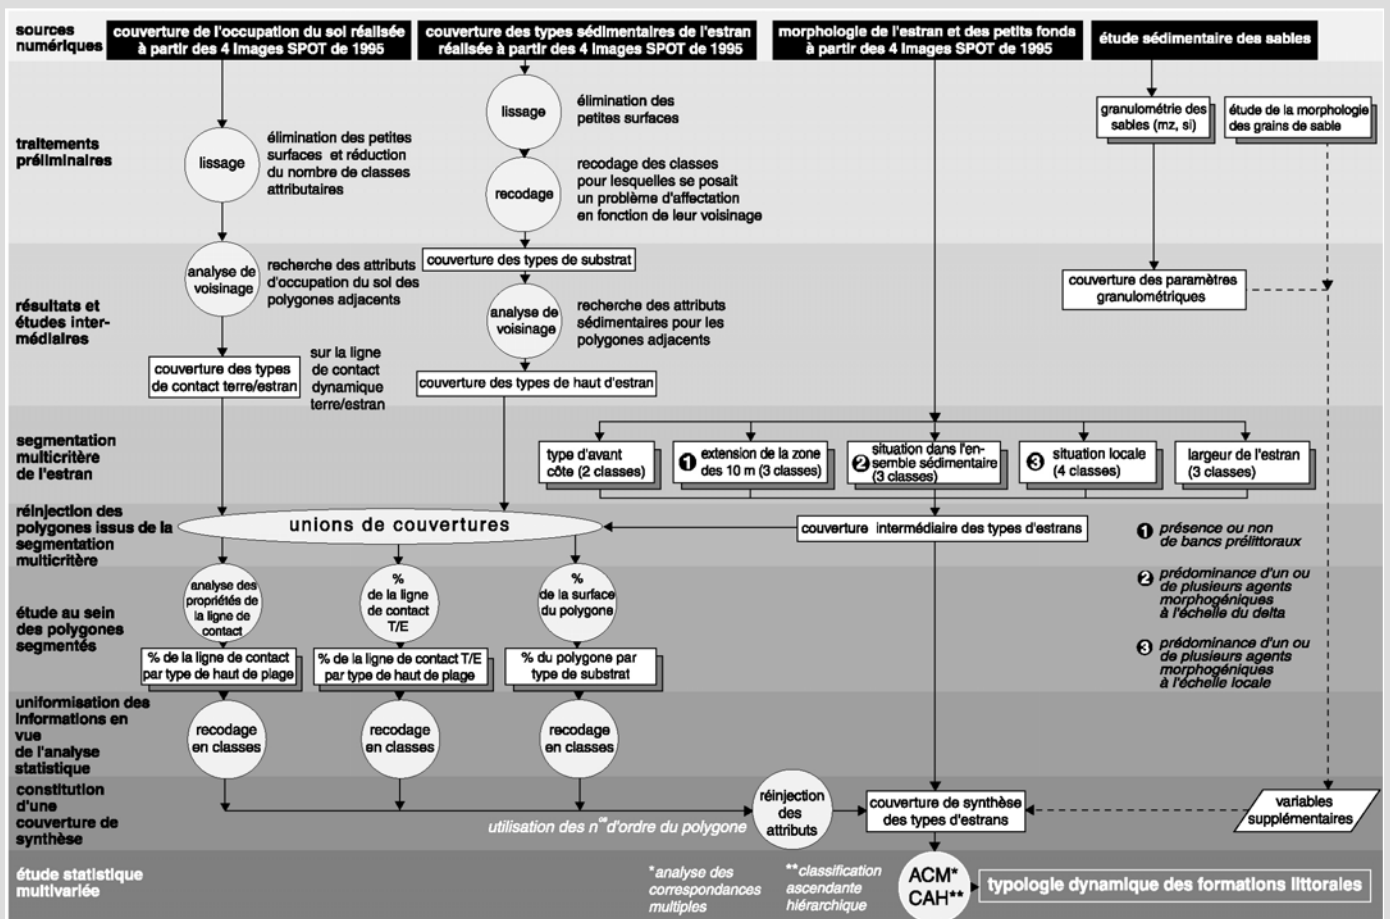 sources
numériques
couverture de l'occupation du sol réalisée
à partir des 4 images SPOT de 1995
couverture des types sédimentaires de l'estran
réalisée à partir des 4 images SPOT de 1995
morphologie de l'estran et des petits fonds
à partir des 4 images SPOT de 1995
étude sédimentaire des sables
traitements
préliminaires
lissage
élimination des petites
surfaces et réduction
du nombre de classes
attributaires
lissage
élimination des
petites surfaces
recodage
recodage des classes
pour lesquelles se posait
un problème d'affectation
en fonction de leur voisinage
granulométrie des
sables (mz, si)
étude de la morphologie
des grains de sable
résultats et
études inter-
médiaires
analyse de
voisinage
recherche des attributs
d'occupation du sol des
polygones adjacents
couverture des types de substrat
analyse de
voisinage
recherche des attributs
sédimentaires pour les
polygones adjacents
couverture des paramètres
granulométriques
couverture des types
de contact terre/estran
sur la ligne
de contact
dynamique
terre/estran
couverture des types de haut d'estran
segmentation
multicritère
de l'estran
type d'avant
côte (2 classes)
1 extension de la zone
des 10 m (3 classes)
2 situation dans l'en-
semble sédimentaire
(3 classes)
3 situation locale
(4 classes)
largeur de l'estran
(3 classes)
réinjection des
polygones issus de la
segmentation
multicritère
unions de couvertures
couverture intermédiaire des types d'estrans
1 présence ou non
de bancs prélittoraux
2 prédominance d'un ou
de plusieurs agents
morphogéniques
à l'échelle du delta
3 prédominance d'un ou
de plusieurs agents
morphogéniques
à l'échelle locale
étude au sein
des polygones
segmentés
analyse des
propriétés de
la ligne de
contact
%
de la ligne
de contact
T/E
%
de la surface
du polygone
% de la ligne de contact
par type de haut de plage
% de la ligne de contact T/E
par type de haut de plage
% du polygone par
type de substrat
uniformisation des
informations en
vue
de l'analyse
statistique
recodage
en classes
recodage
en classes
recodage
en classes
constitution
d'une
couverture de
synthèse
utilisation des nos d'ordre du polygone
réinjection
des
attributs
couverture de synthèse
des types d'estrans
variables
supplémentaires
étude statistique
multivariée
*analyse des
correspondances
multiples
**classification
ascendante
hiérarchique
ACM*
CAH**
typologie dynamique des formations littorales